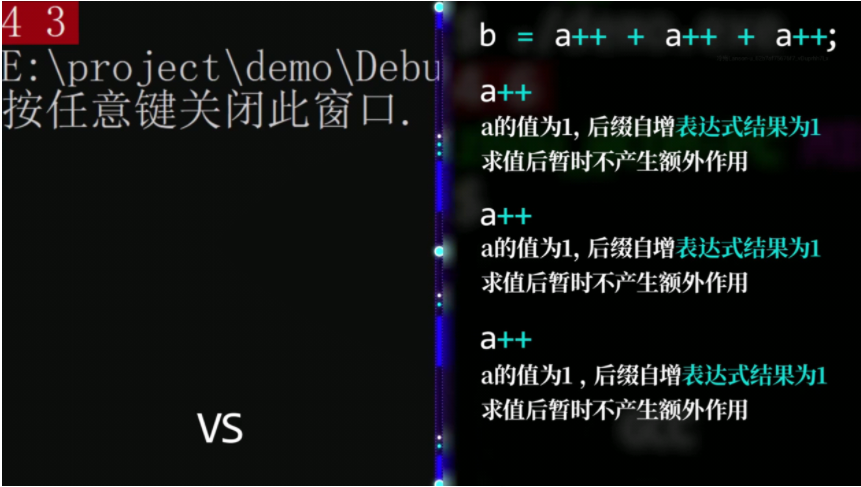 4 3
E:\project\demo\Debu
按任意键关闭此窗口.
VS
b = a++ + a++ + a++;
a++
a的值为1, 后缀自增表达式结果为1
求值后暂时不产生额外作用
a++
a的值为1, 后缀自增表达式结果为1
求值后暂时不产生额外作用
a++
a的值为1 , 后缀自增表达式结果为1
求值后暂时不产生额外作用